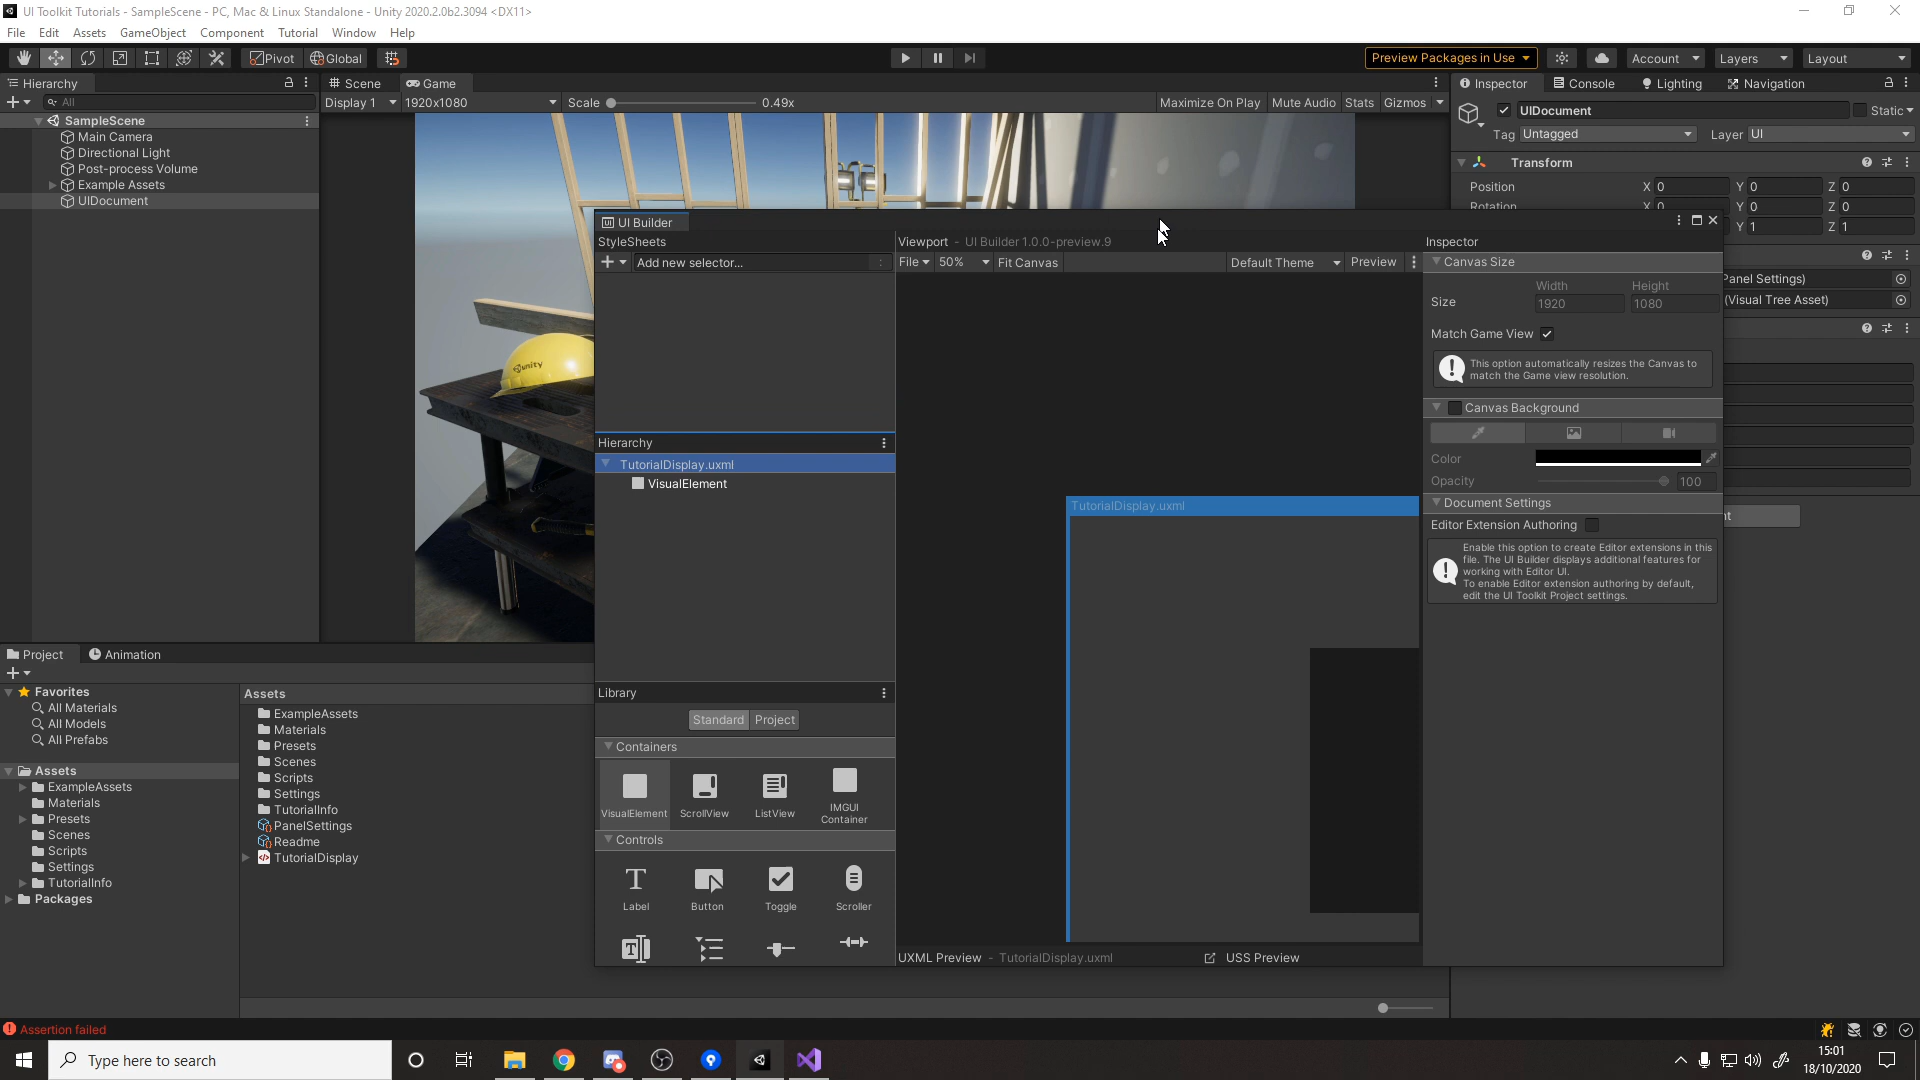 UI Toolkit Tutorials - SampleScene - PC, Mac & Linux Standalone - Unity 2020.2.0b2.3094 <DX11>
File Edit Assets GameObject Component Tutorial Window Help
Pivot Global Preview Packages in Use Account Layers Layout
Hierarchy Scene Game Inspector Console Lighting Navigation
All Display 1 1920x1080 Scale 0.49x Maximize On Play Mute Audio Stats Gizmos
UIDocument Static
Tag Untagged Layer UI
SampleScene
Main Camera
Directional Light
Post-process Volume
Example Assets
UIDocument
Transform
Position X 0 Y 0 Z 0
Rotation X 0 Y 0 Z 0
Y 1 Z 1
Panel Settings)
(Visual Tree Asset)
unity
UI Builder
StyleSheets
Add new selector...
Viewport - UI Builder 1.0.0-preview.9
File 50% Fit Canvas Default Theme Preview
Inspector
Canvas Size
Width Height
Size 1920 1080
Match Game View
This option automatically resizes the Canvas to
match the Game view resolution.
Canvas Background
Color
Opacity 100
Document Settings
Editor Extension Authoring
Enable this option to create Editor extensions in this
file. The UI Builder displays additional features for
working with Editor UI.
To enable Editor extension authoring by default,
edit the UI Toolkit Project settings.
Hierarchy
TutorialDisplay.uxml
VisualElement
TutorialDisplay.uxml
Library
Standard Project
Containers
VisualElement ScrollView ListView IMGUI
Container
Controls
Label Button Toggle Scroller
UXML Preview - TutorialDisplay.uxml USS Preview
Project Animation
Favorites
All Materials
All Models
All Prefabs
Assets
ExampleAssets
Materials
Presets
Scenes
Scripts
Settings
TutorialInfo
Packages
Assets
ExampleAssets
Materials
Presets
Scenes
Scripts
Settings
TutorialInfo
PanelSettings
Readme
TutorialDisplay
Assertion failed
Type here to search
15:01
18/10/2020